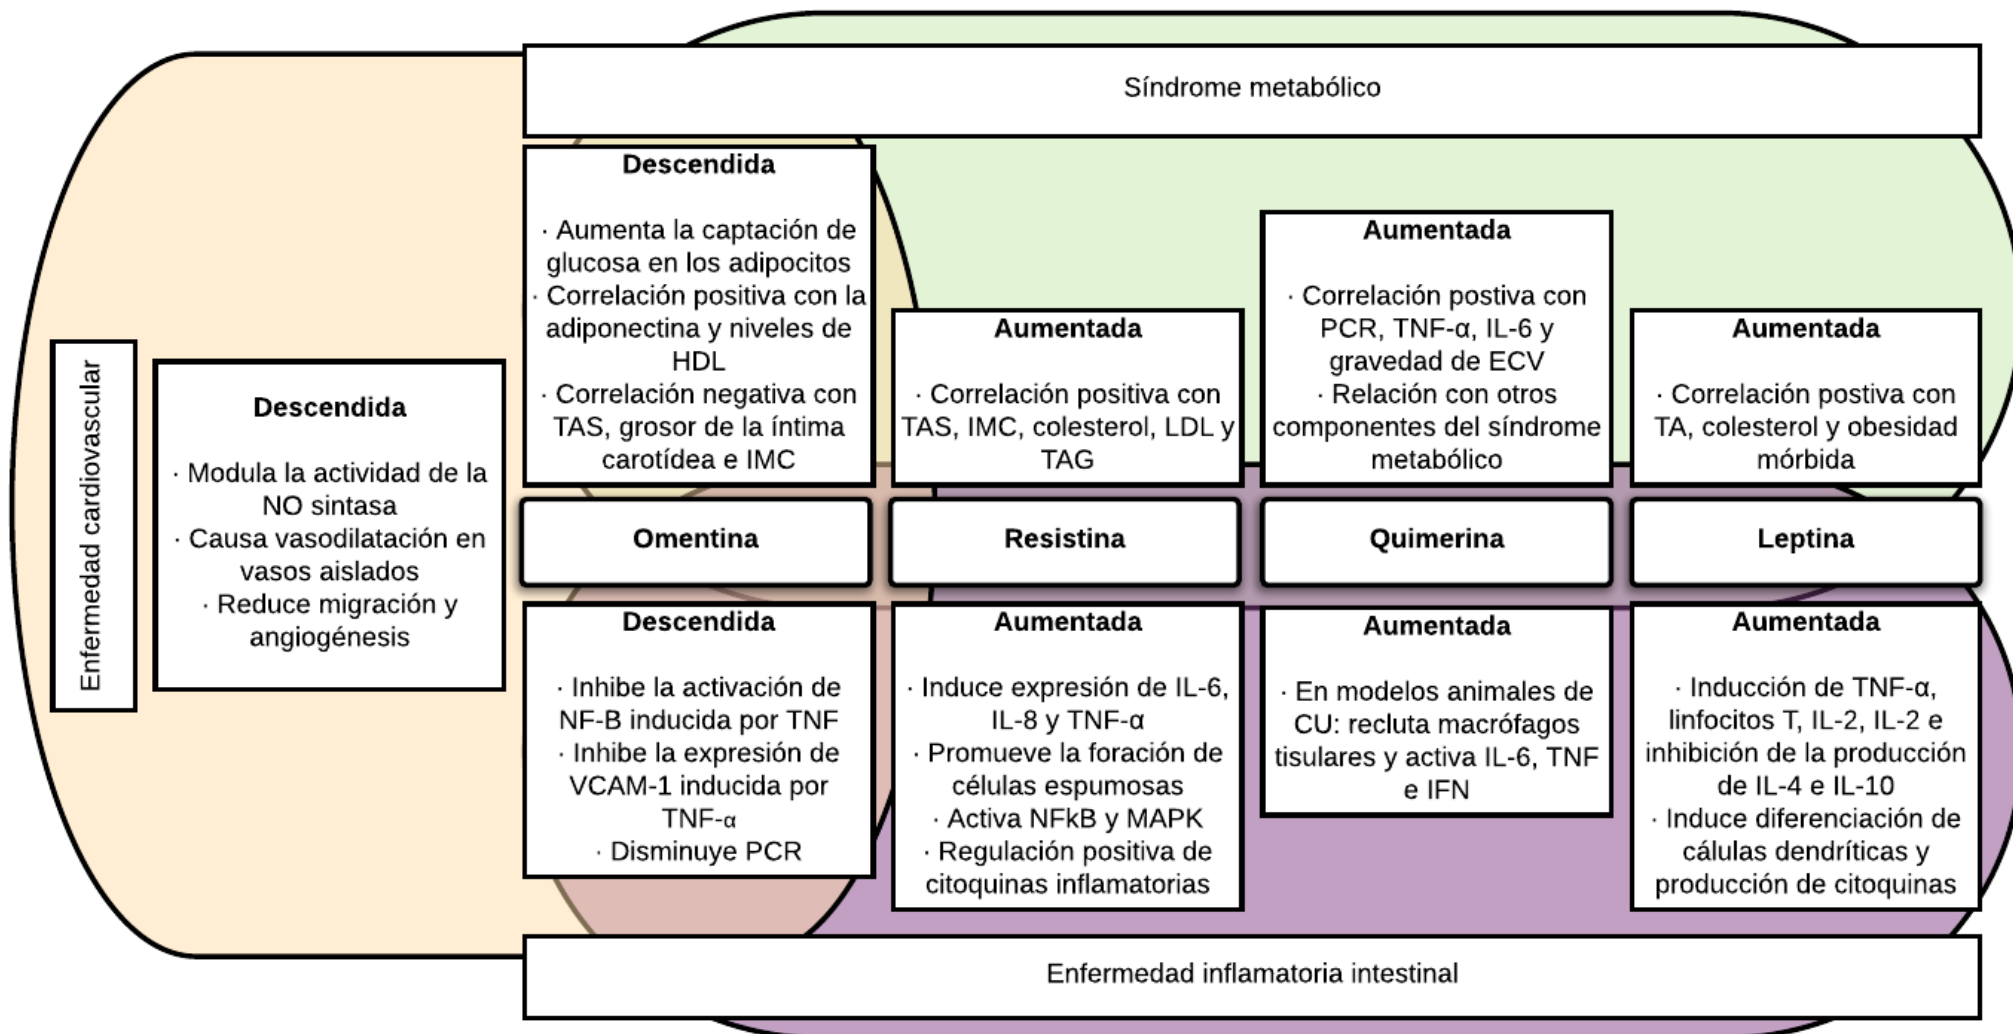 Síndrome metabólico
Enfermedad cardiovascular
Descendida
· Modula la actividad de la
NO sintasa
· Causa vasodilatación en
vasos aislados
· Reduce migración y
angiogénesis
Descendida
· Aumenta la captación de
glucosa en los adipocitos
· Correlación positiva con la
adiponectina y niveles de
HDL
· Correlación negativa con
TAS, grosor de la íntima
carotídea e IMC
Aumentada
· Correlación positiva con
TAS, IMC, colesterol, LDL y
TAG
Aumentada
· Correlación postiva con
PCR, TNF-α, IL-6 y
gravedad de ECV
· Relación con otros
componentes del síndrome
metabólico
Aumentada
· Correlación postiva con
TA, colesterol y obesidad
mórbida
Omentina
Resistina
Quimerina
Leptina
Descendida
· Inhibe la activación de
NF-B inducida por TNF
· Inhibe la expresión de
VCAM-1 inducida por
TNF-α
· Disminuye PCR
Aumentada
· Induce expresión de IL-6,
IL-8 y TNF-α
· Promueve la foración de
células espumosas
· Activa NFkB y MAPK
· Regulación positiva de
citoquinas inflamatorias
Aumentada
· En modelos animales de
CU: recluta macrófagos
tisulares y activa IL-6, TNF
e IFN
Aumentada
· Inducción de TNF-α,
linfocitos T, IL-2, IL-2 e
inhibición de la producción
de IL-4 e IL-10
· Induce diferenciación de
cálulas dendríticas y
producción de citoquinas
Enfermedad inflamatoria intestinal